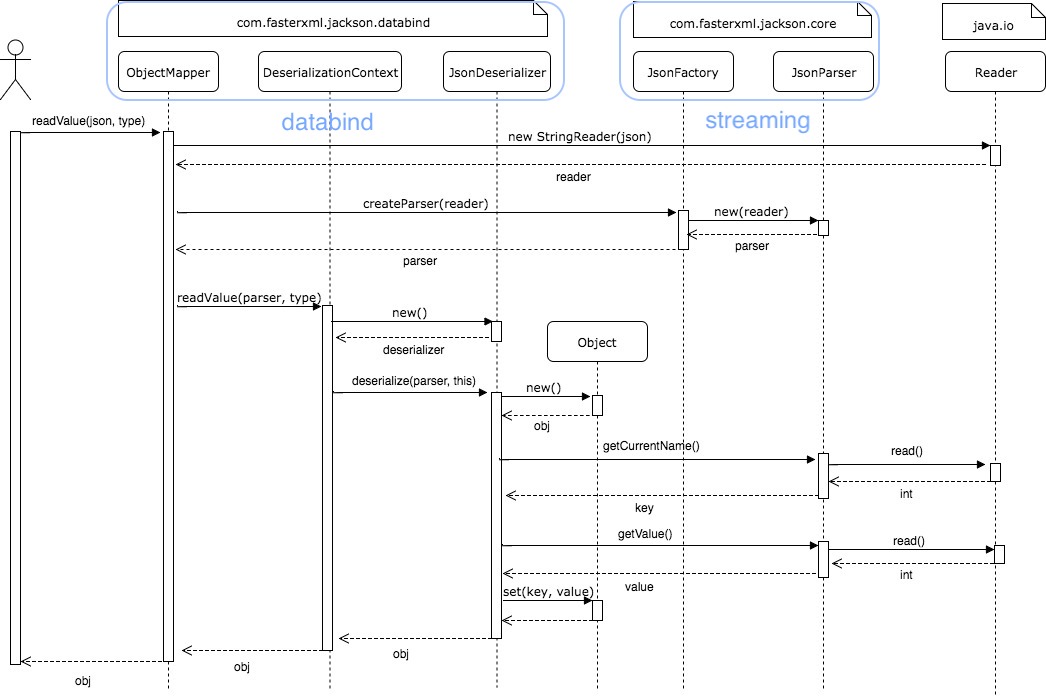 com.fasterxml.jackson.databind
com.fasterxml.jackson.core
java.io
ObjectMapper
DeserializationContext
JsonDeserializer
JsonFactory
JsonParser
Reader
databind
streaming
readValue(json, type)
new StringReader(json)
reader
createParser(reader)
new(reader)
parser
parser
readValue(parser, type)
new()
deserializer
Object
deserialize(parser, this)
new()
obj
getCurrentName()
read()
int
key
getValue()
read()
int
value
set(key, value)
obj
obj
obj